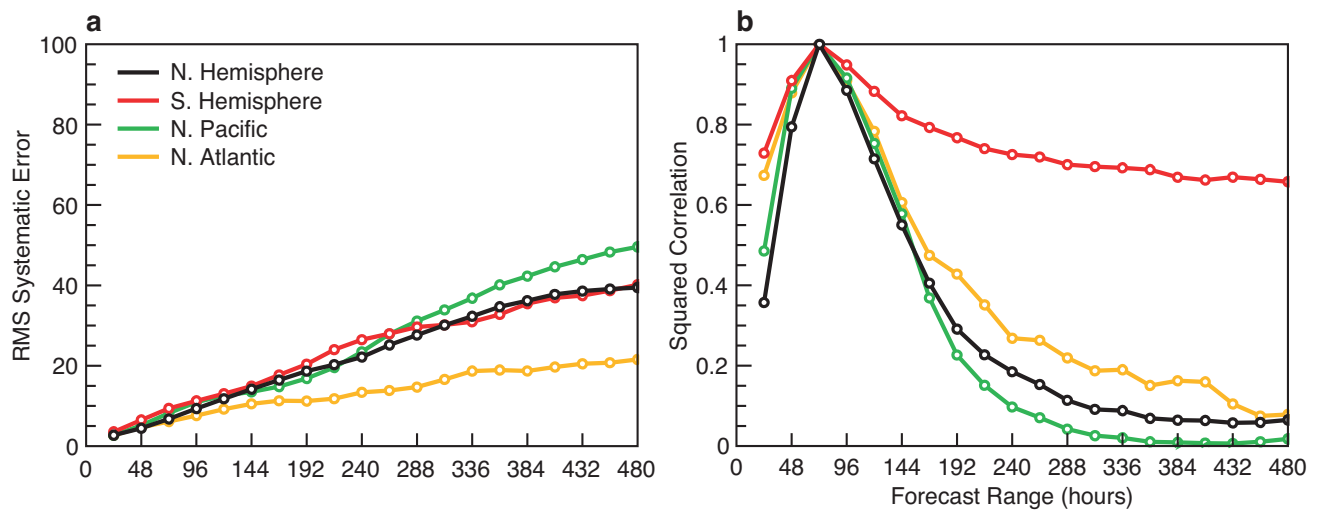 a
100
80
60
40
20
0
RMS Systematic Error
N. Hemisphere
S. Hemisphere
N. Pacific
N. Atlantic
0 48 96 144 192 240 288 336 384 432 480
b
1
0.8
0.6
0.4
0.2
0
Squared Correlation
0 48 96 144 192 240 288 336 384 432 480
Forecast Range (hours)